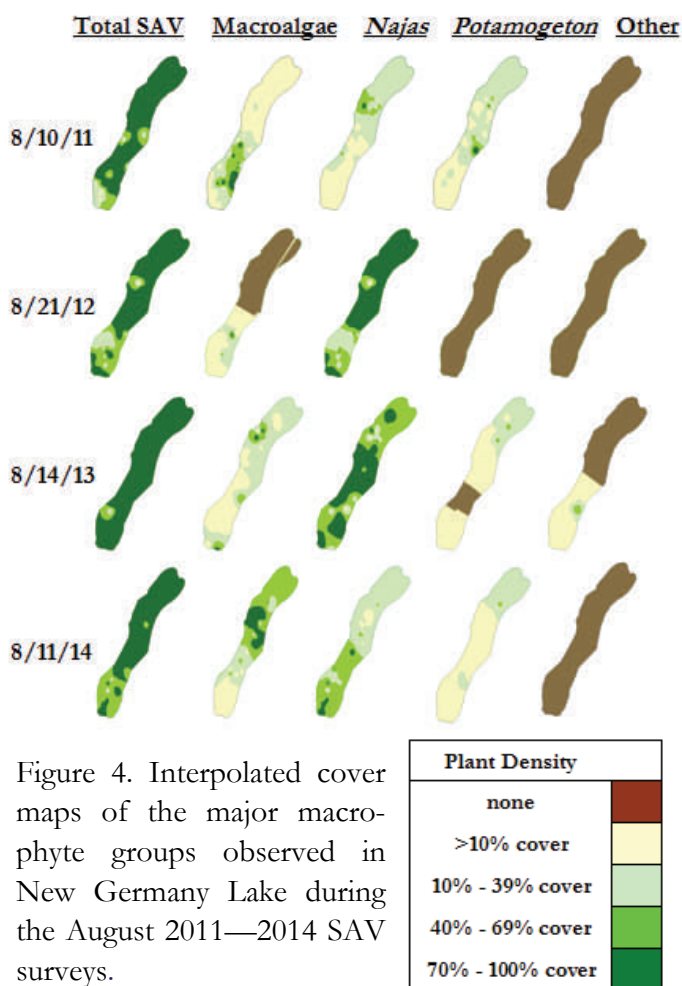 Total SAV Macroalgae Najas Potamogeton Other
8/10/11
8/21/12
8/14/13
8/11/14
Figure 4. Interpolated cover
maps of the major macro-
phyte groups observed in
New Germany Lake during
the August 2011—2014 SAV
surveys.
Plant Density
none
>10% cover
10% - 39% cover
40% - 69% cover
70% - 100% cover